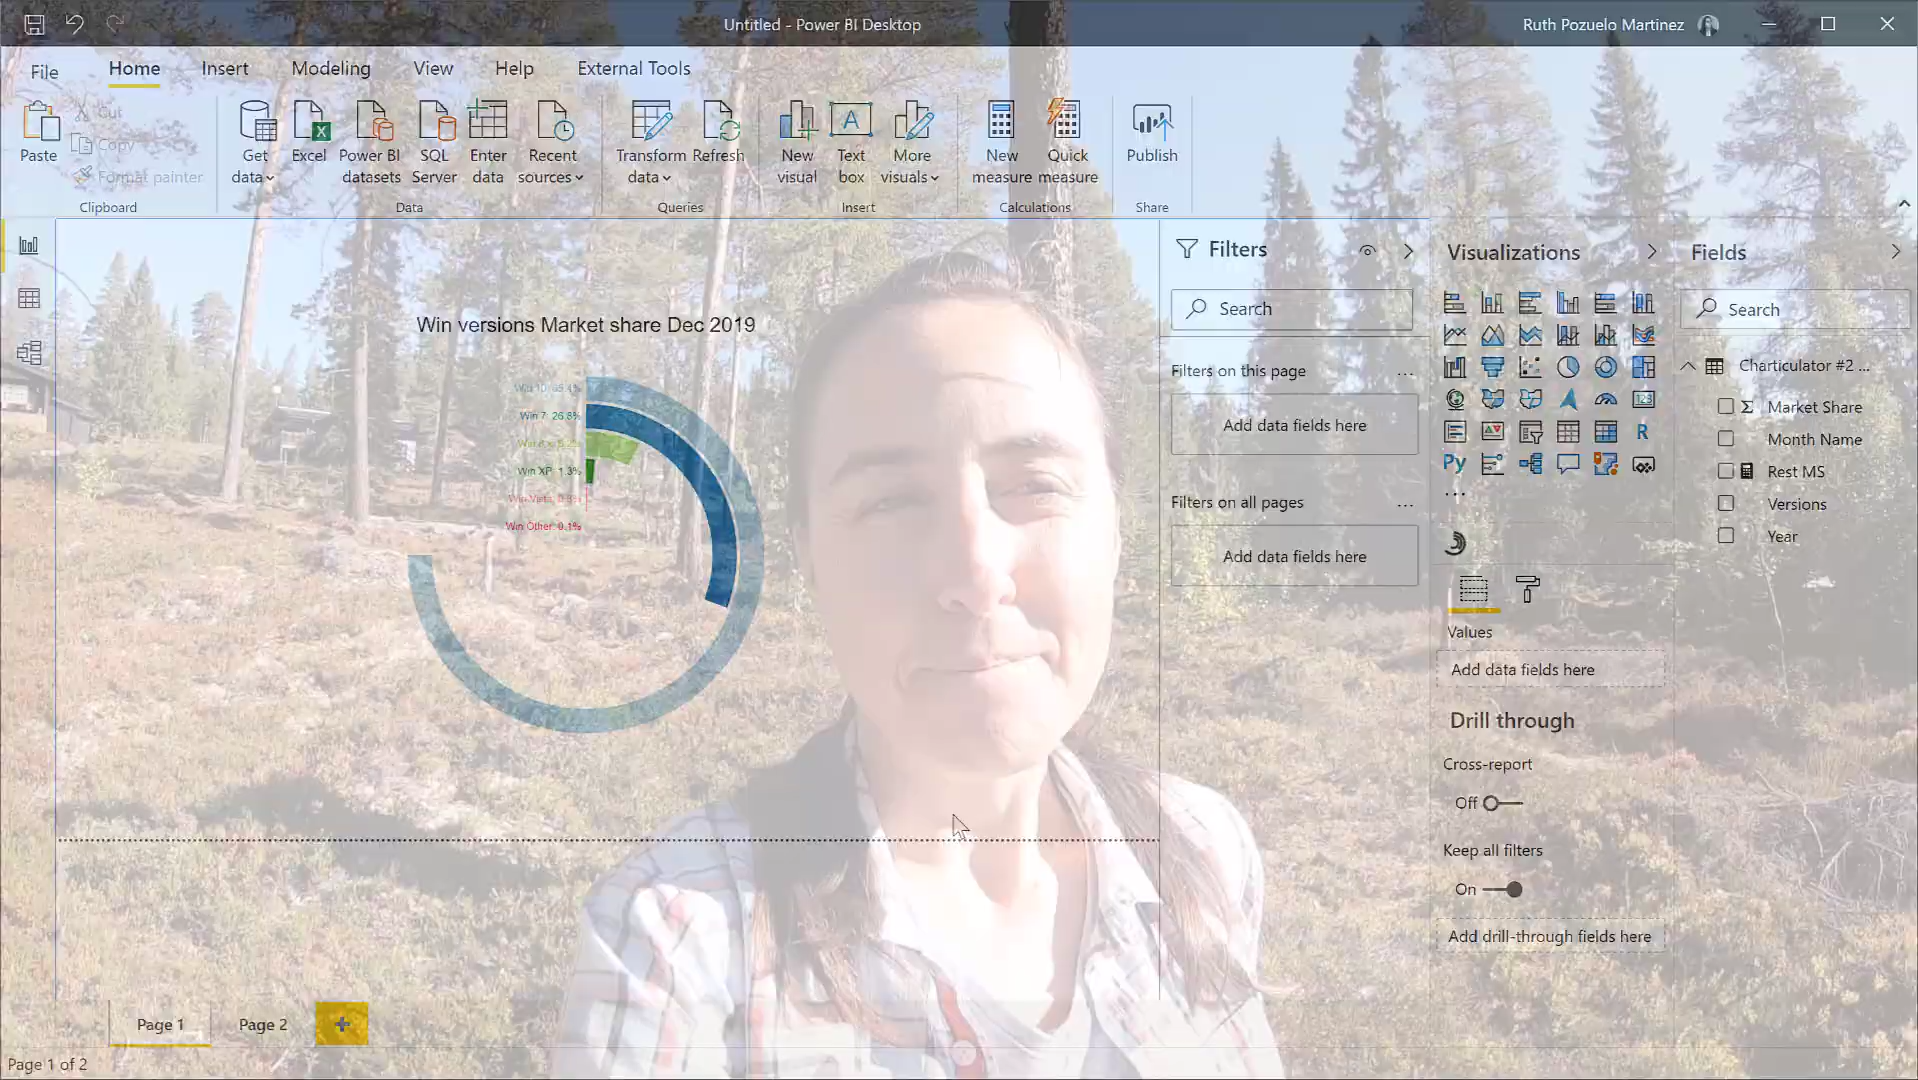 Untitled - Power BI Desktop
Ruth Pozuelo Martinez
File
Home
Insert
Modeling
View
Help
External Tools
Paste
Cut
Copy
Format painter
Clipboard
Get data
Excel
Power BI datasets
SQL Server
Enter data
Recent sources
Data
Transform data
Refresh
Queries
New visual
Text box
A
More visuals
Insert
New measure
Quick measure
Calculations
Publish
Share
Win versions Market share Dec 2019
Win 7: 26.8%
Win XP: 1.3%
Win Other: 0.1%
Filters
Search
Filters on this page
...
Add data fields here
Filters on all pages
...
Add data fields here
Visualizations
123
R
Py
...
Values
Add data fields here
Drill through
Cross-report
Off
Keep all filters
On
Add drill-through fields here
Fields
Search
Charticulator #2 ...
Market Share
Month Name
Rest MS
Versions
Year
Page 1
Page 2
Page 1 of 2